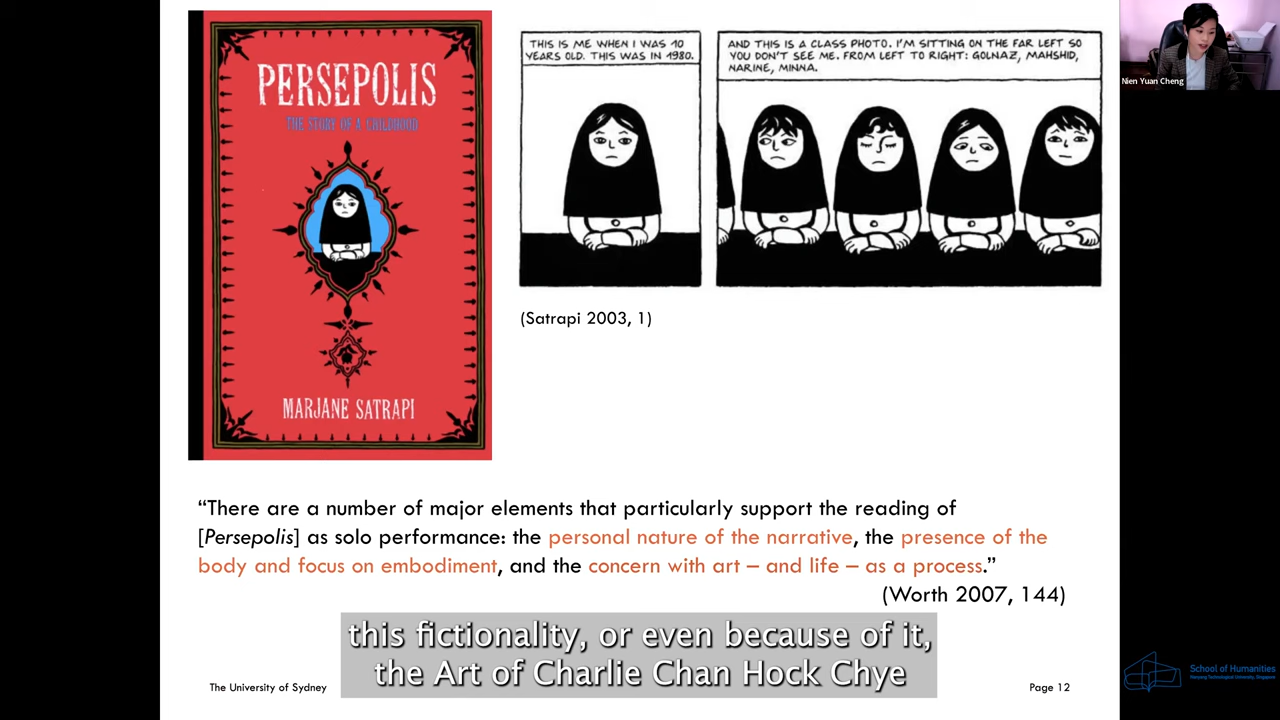 PERSEPOLIS
THE STORY OF A CHILDHOOD
MARJANE SATRAPI
THIS IS ME WHEN I WAS 10
YEARS OLD. THIS WAS IN 1980.
AND THIS IS A CLASS PHOTO. I'M SITTING ON THE FAR LEFT SO
YOU DON'T SEE ME. FROM LEFT TO RIGHT: GOLNAZ, MAHSHID,
NARINE, MINNA.
Nien Yuan Cheng
(Satrapi 2003, 1)
“There are a number of major elements that particularly support the reading of
[Persepolis] as solo performance: the personal nature of the narrative, the presence of the
body and focus on embodiment, and the concern with art – and life – as a process.”
(Worth 2007, 144)
this fictionality, or even because of it,
the Art of Charlie Chan Hock Chye
The University of Sydney
Page 12
School of Humanities
Nanyang Technological University, Singapore